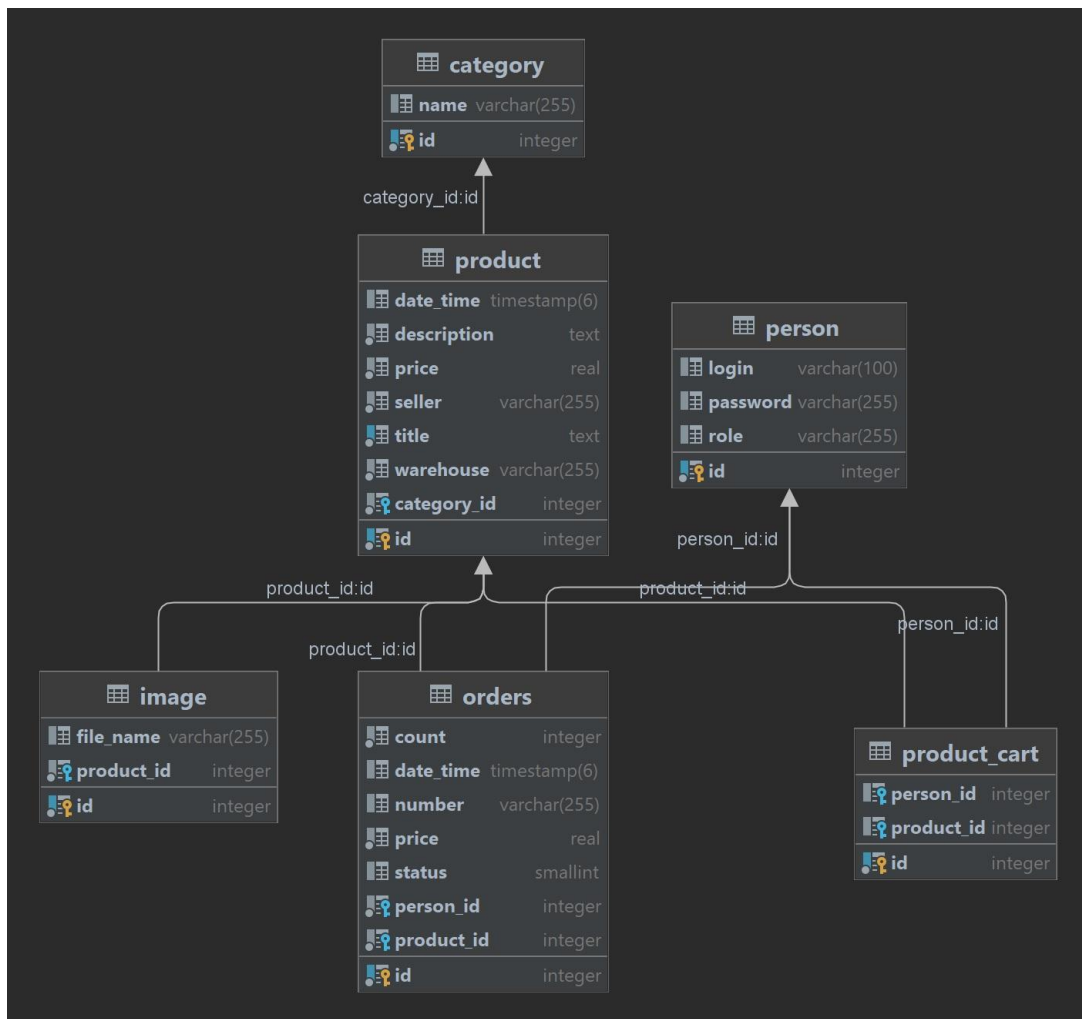 category
name varchar(255)
id integer
category_id:id
product
date_time timestamp(6)
description text
price real
seller varchar(255)
title text
warehouse varchar(255)
category_id integer
id integer
person
login varchar(100)
password varchar(255)
role varchar(255)
id integer
person_id:id
product_id:id
product_id:id
person_id:id
product_id:id
image
file_name varchar(255)
product_id integer
id integer
orders
count integer
date_time timestamp(6)
number varchar(255)
price real
status smallint
person_id integer
product_id integer
id integer
product_cart
person_id integer
product_id integer
id integer